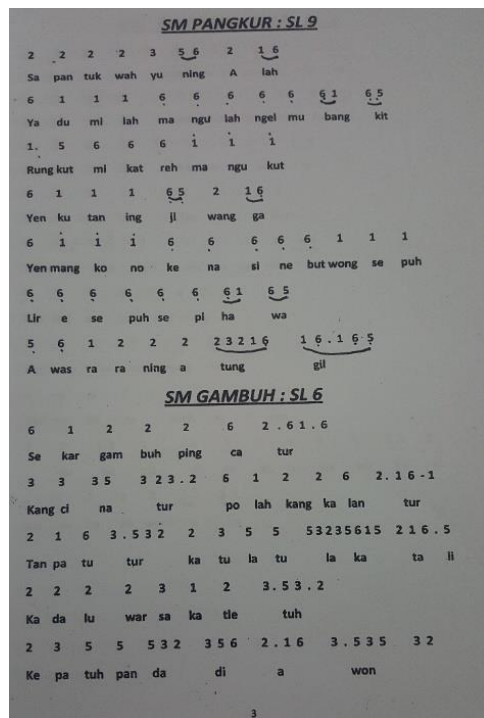 SM PANGKUR : SL 9
2 2 2 2 3 5 6 2 1 6
Sa pan tuk wah yu ning A lah
6 1 1 1 6 6 6 6 6 6 1 6 5
Ya du mi lah ma ngu lah ngel mu bang kit
1. 5 6 6 6 1 1 1
Rung kut mi kat reh ma ngu kut
6 1 1 1 6 5 2 1 6
Yen ku tan ing ji wang ga
6 1 1 1 6 6 6 6 6 1 1 1
Yen mang ko no ke na si ne but wong se puh
6 6 6 6 6 6 6 1 6 5
Lir e se puh se pi ha wa
5 6 1 2 2 2 2 3 2 1 6 1 6 . 1 6 5
A was ra ra ning a tung gil
SM GAMBUH : SL 6
6 1 2 2 2 6 2 . 6 1 . 6
Se kar gam buh ping ca tur
3 3 3 5 3 2 3 . 2 6 1 2 2 6 2. 1 6 - 1
Kang ci na tur po lah kang ka lan tur
2 1 6 3 . 5 3 2 2 3 5 5 53235615 2 1 6 . 5
Tan pa tu tur ka tu la tu la ka ta li
2 2 2 2 3 1 2 3 . 5 3 . 2
Ka da lu war sa ka tle tuh
2 3 5 5 5 3 2 3 5 6 2 . 1 6 3 . 5 3 5 3 2
Ke pa tuh pan da di a won
3